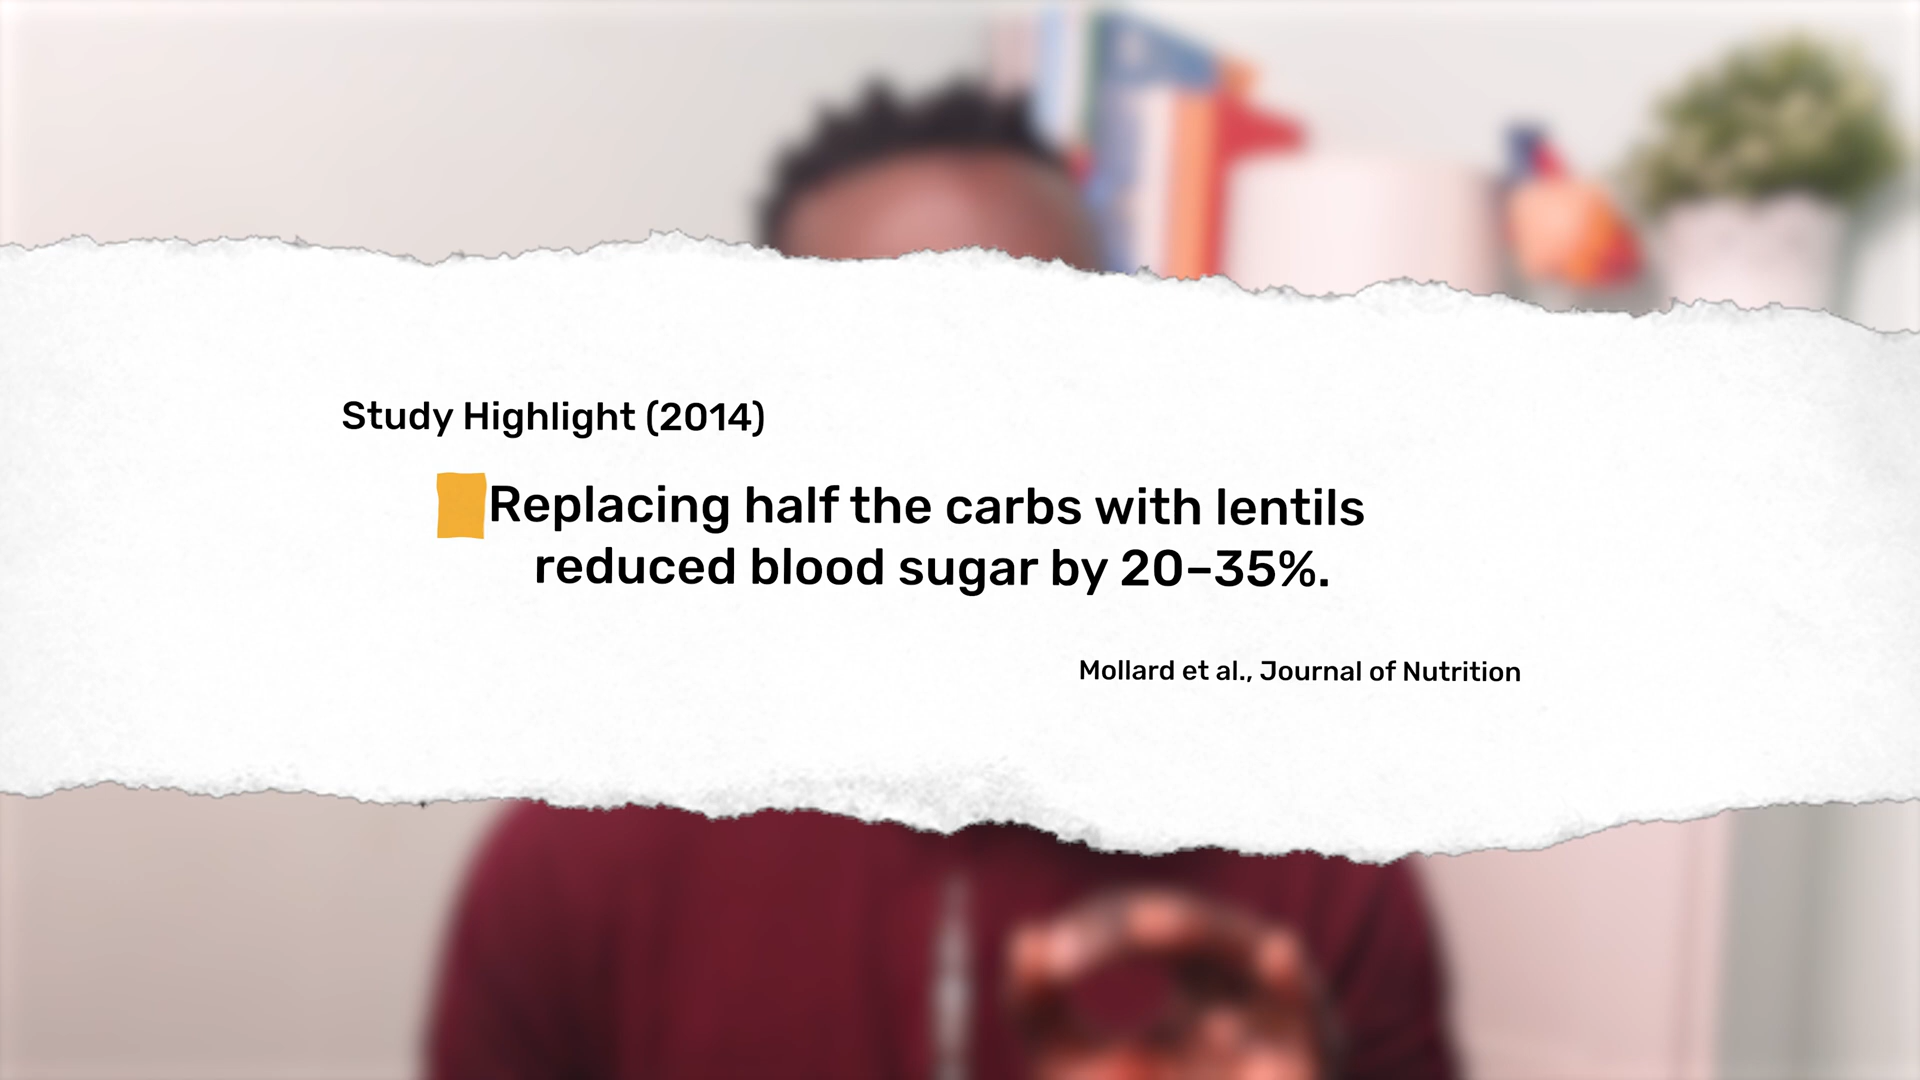 Study Highlight (2014)
Replacing half the carbs with lentils
reduced blood sugar by 20–35%.
Mollard et al., Journal of Nutrition